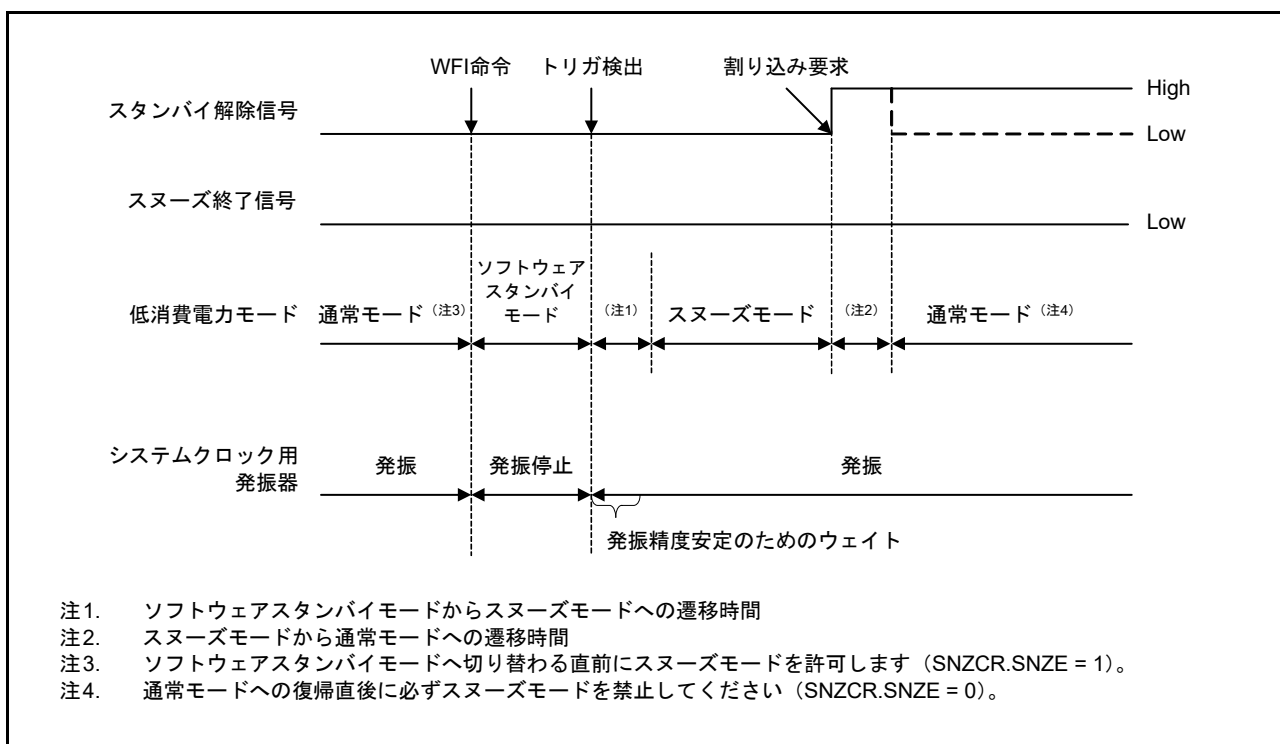 WFI命令 トリガ検出 割り込み要求
High
スタンバイ解除信号
Low
スヌーズ終了信号
Low
ソフトウェア
スタンバイ
モード
低消費電力モード 通常モード(注3) (注1) スヌーズモード (注2) 通常モード(注4)
システムクロック用
発振器
発振 発振停止 発振
発振精度安定のためのウェイト
注1. ソフトウェアスタンバイモードからスヌーズモードへの遷移時間
注2. スヌーズモードから通常モードへの遷移時間
注3. ソフトウェアスタンバイモードへ切り替わる直前にスヌーズモードを許可します(SNZCR.SNZE = 1)。
注4. 通常モードへの復帰直後に必ずスヌーズモードを禁止してください(SNZCR.SNZE = 0)。